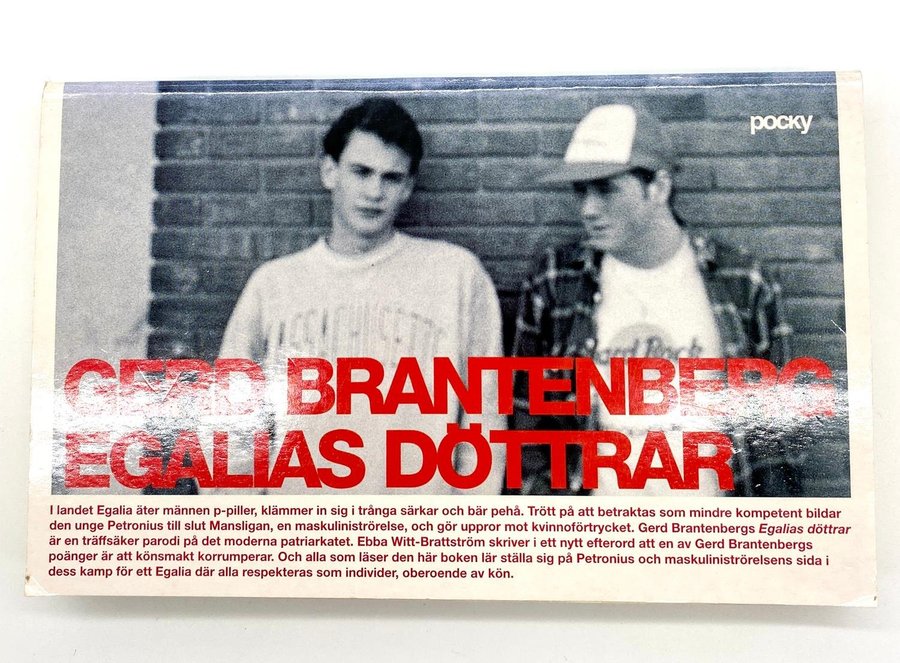 pocky
MASSACHUSETTS
Hard Rock
GERD BRANTENBERG
EGALIAS DÖTTRAR
I landet Egalia äter männen p-piller, klämmer in sig i trånga särkar och bär pehå. Trött på att betraktas som mindre kompetent bildar
den unge Petronius till slut Mansligan, en maskuliniströrelse, och gör uppror mot kvinnoförtrycket. Gerd Brantenbergs Egalias döttrar
är en träffsäker parodi på det moderna patriarkatet. Ebba Witt-Brattström skriver i ett nytt efterord att en av Gerd Brantenbergs
poänger är att könsmakt korrumperar. Och alla som läser den här boken lär ställa sig på Petronius och maskuliniströrelsens sida i
dess kamp för ett Egalia där alla respekteras som individer, oberoende av kön.